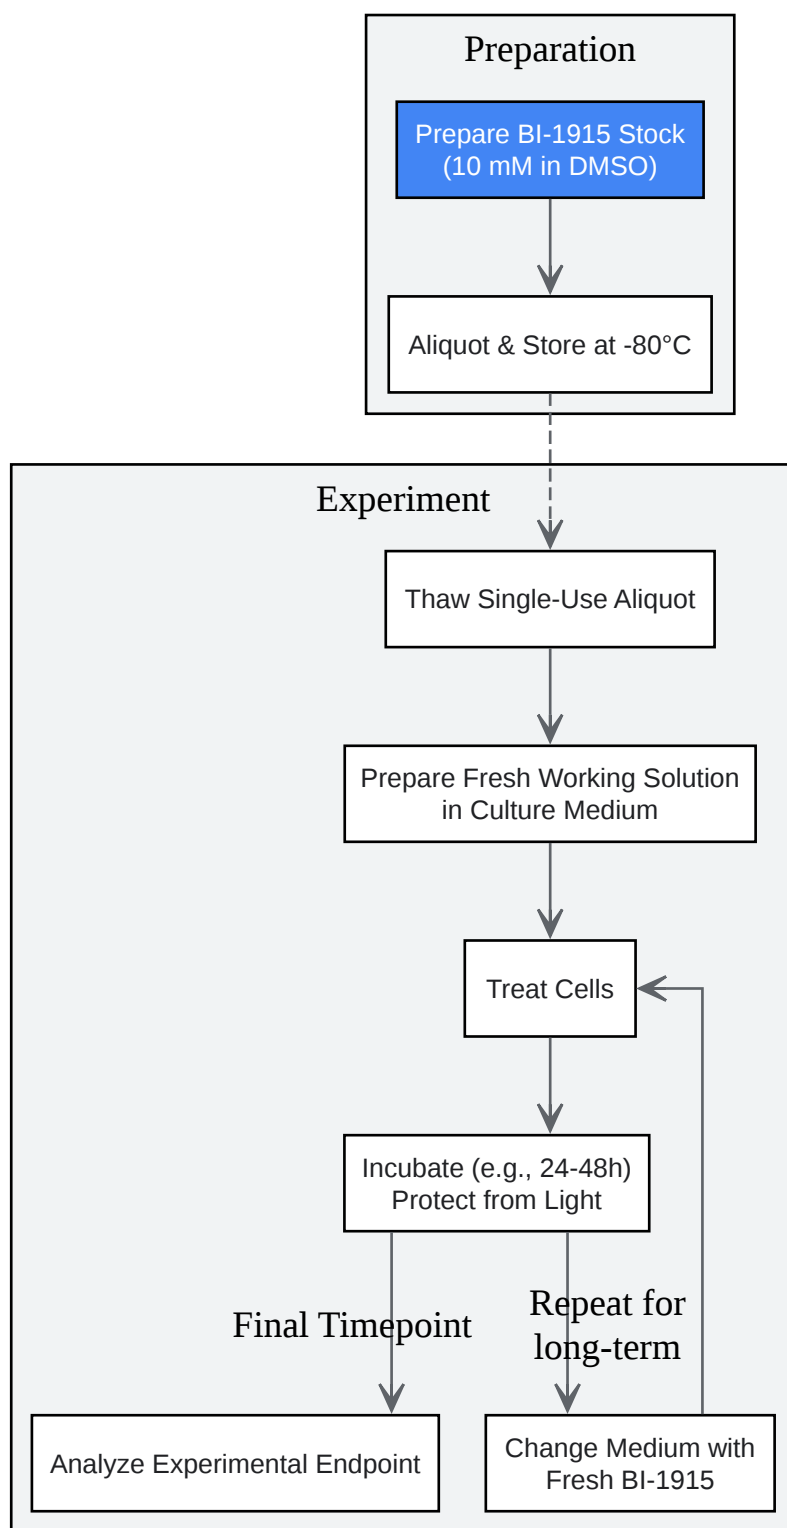 Preparation
Prepare BI-1915 Stock
(10 mM in DMSO)
Aliquot & Store at -80°C
Experiment
Thaw Single-Use Aliquot
Prepare Fresh Working Solution
in Culture Medium
Treat Cells
Incubate (e.g., 24-48h)
Protect from Light
Final Timepoint
Repeat for
long-term
Analyze Experimental Endpoint
Change Medium with
Fresh BI-1915